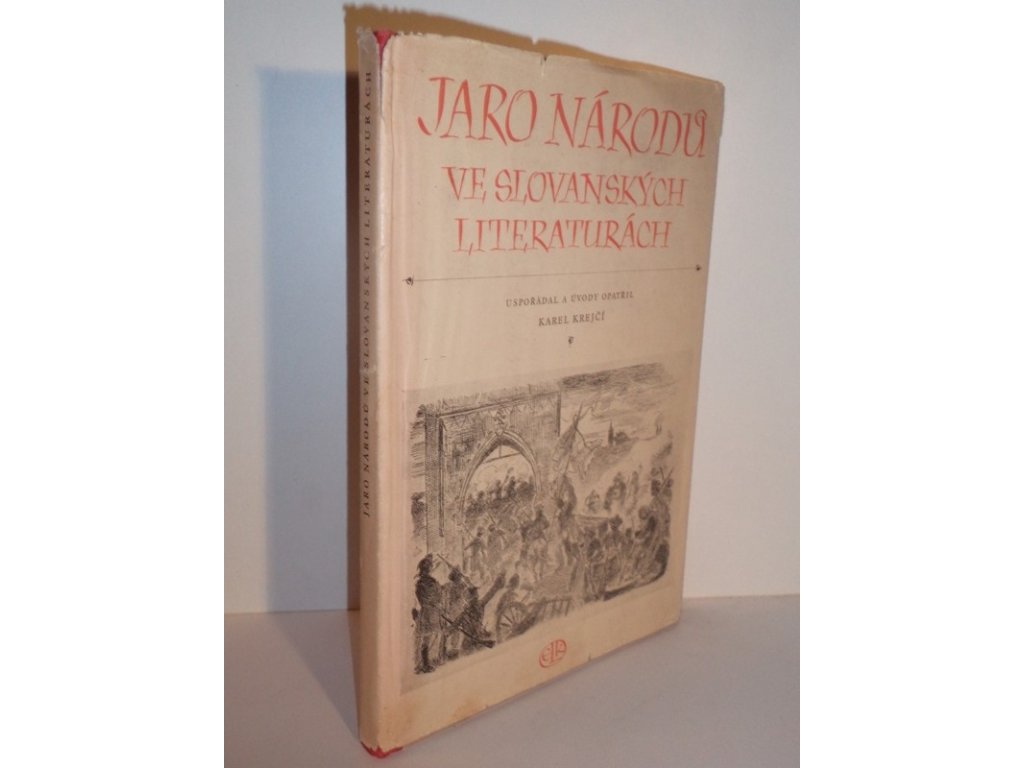 JARO NÁRODŮ
VE SLOVANSKÝCH
LITERATURÁCH
USPOŘÁDAL A ÚVODY OPATŘIL
KAREL KREJČÍ
JARO NÁRODŮ VE SLOVANSKÝCH LITERATURÁCH